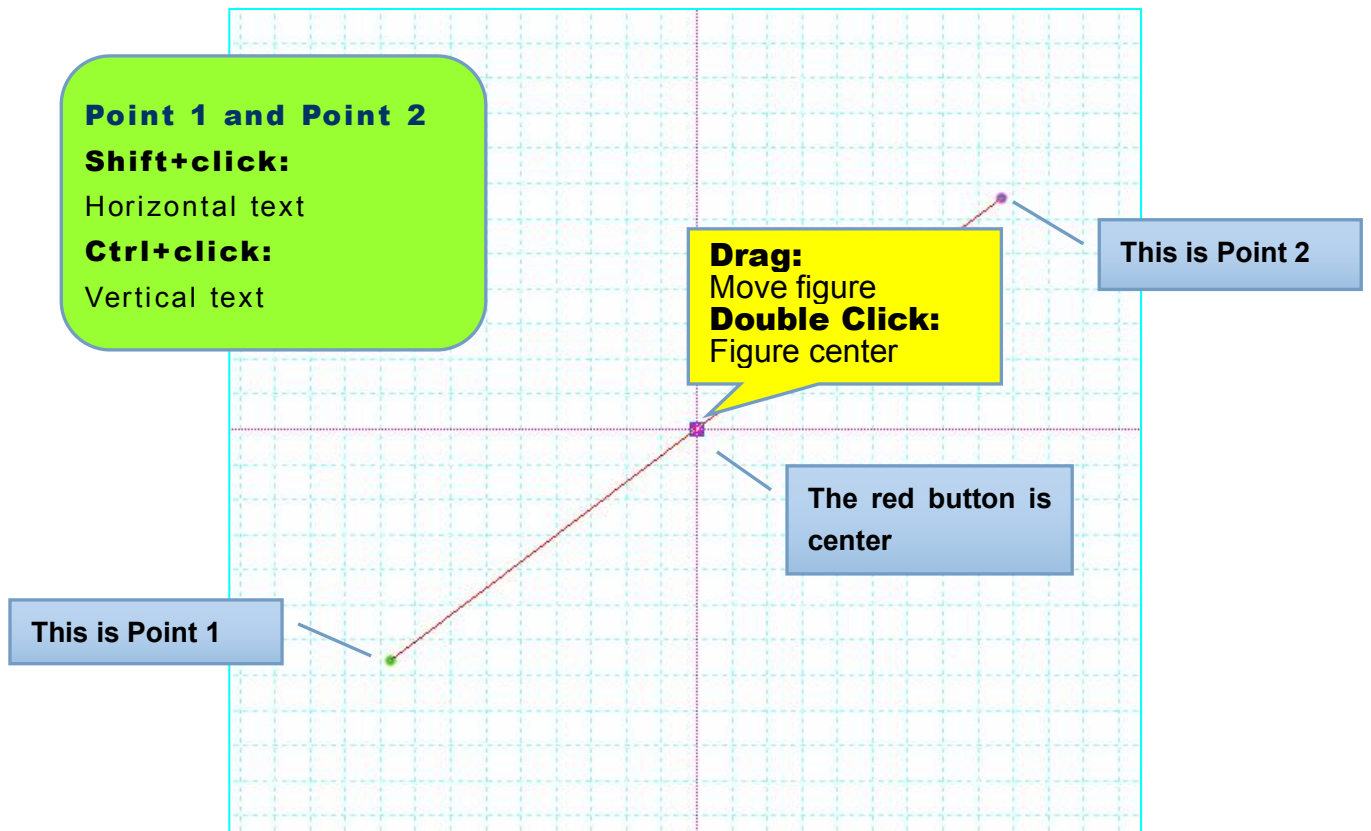 Point 1 and Point 2
Shift+click:
Horizontal text
Ctrl+click:
Vertical text
Drag:
Move figure
Double Click:
Figure center
This is Point 2
The red button is
center
This is Point 1